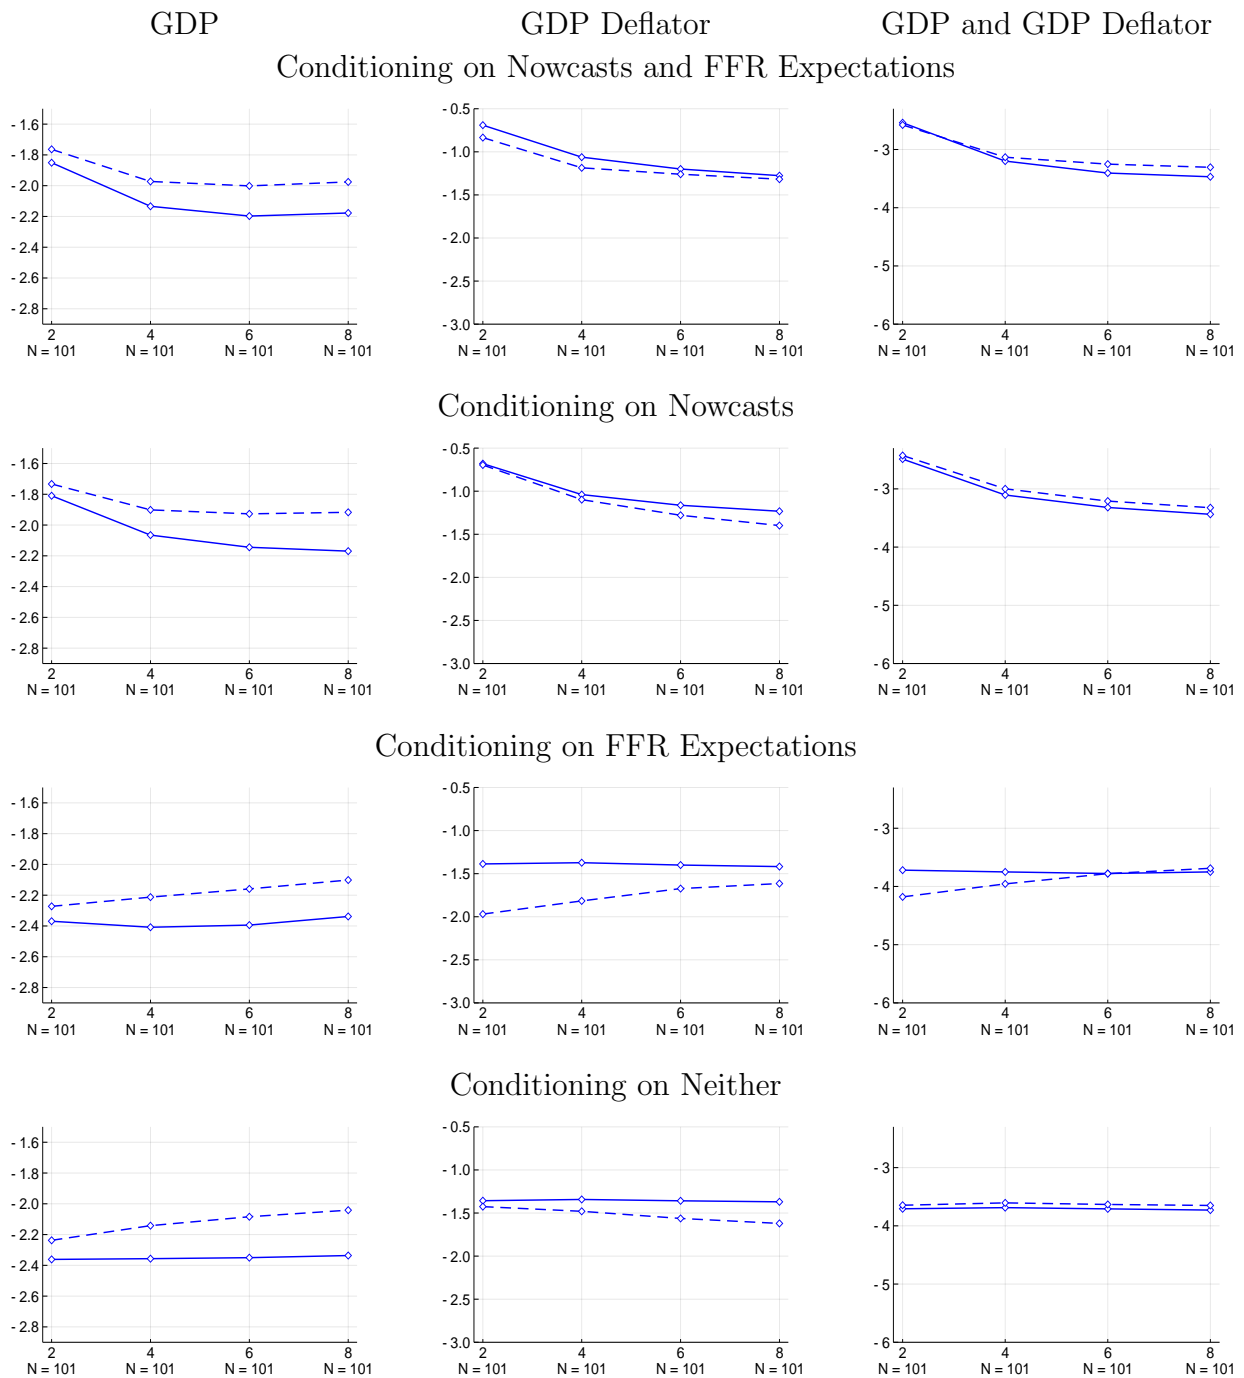 GDP GDP Deflator GDP and GDP Deflator
Conditioning on Nowcasts and FFR Expectations
- 1.6
- 1.8
- 2.0
- 2.2
- 2.4
- 2.6
- 2.8
2 4 6 8
N = 101 N = 101 N = 101 N = 101
- 0.5
- 1.0
- 1.5
- 2.0
- 2.5
- 3.0
2 4 6 8
N = 101 N = 101 N = 101 N = 101
- 3
- 4
- 5
- 6
2 4 6 8
N = 101 N = 101 N = 101 N = 101
Conditioning on Nowcasts
- 1.6
- 1.8
- 2.0
- 2.2
- 2.4
- 2.6
- 2.8
2 4 6 8
N = 101 N = 101 N = 101 N = 101
- 0.5
- 1.0
- 1.5
- 2.0
- 2.5
- 3.0
2 4 6 8
N = 101 N = 101 N = 101 N = 101
- 3
- 4
- 5
- 6
2 4 6 8
N = 101 N = 101 N = 101 N = 101
Conditioning on FFR Expectations
- 1.6
- 1.8
- 2.0
- 2.2
- 2.4
- 2.6
- 2.8
2 4 6 8
N = 101 N = 101 N = 101 N = 101
- 0.5
- 1.0
- 1.5
- 2.0
- 2.5
- 3.0
2 4 6 8
N = 101 N = 101 N = 101 N = 101
- 3
- 4
- 5
- 6
2 4 6 8
N = 101 N = 101 N = 101 N = 101
Conditioning on Neither
- 1.6
- 1.8
- 2.0
- 2.2
- 2.4
- 2.6
- 2.8
2 4 6 8
N = 101 N = 101 N = 101 N = 101
- 0.5
- 1.0
- 1.5
- 2.0
- 2.5
- 3.0
2 4 6 8
N = 101 N = 101 N = 101 N = 101
- 3
- 4
- 5
- 6
2 4 6 8
N = 101 N = 101 N = 101 N = 101